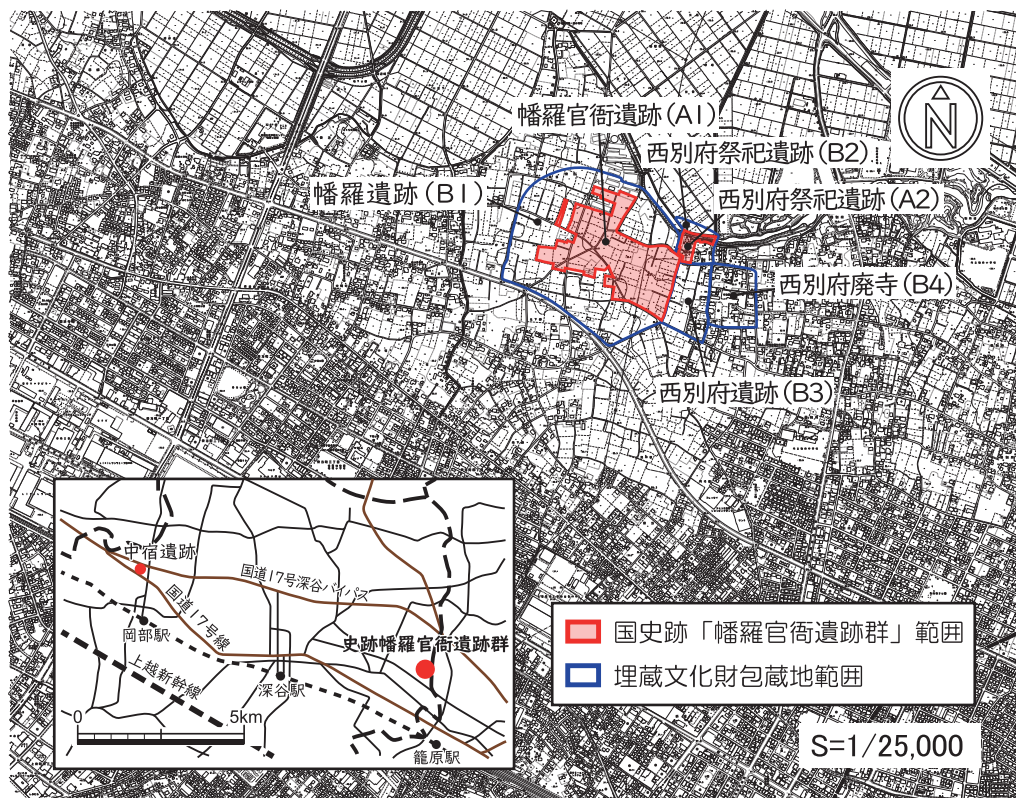 幡羅官衙遺跡(A1)
西別府祭祀遺跡(B2)
N
幡羅遺跡(B1)
西別府祭祀遺跡(A2)
西別府廃寺(B4)
西別府遺跡(B3)
中宿遺跡
国道17号深谷バイパス
国道17号線
岡部駅
史跡幡羅官衙遺跡群
上越新幹線
深谷駅
0 5km
籠原駅
国史跡「幡羅官衙遺跡群」範囲
埋蔵文化財包蔵地範囲
S=1/25,000